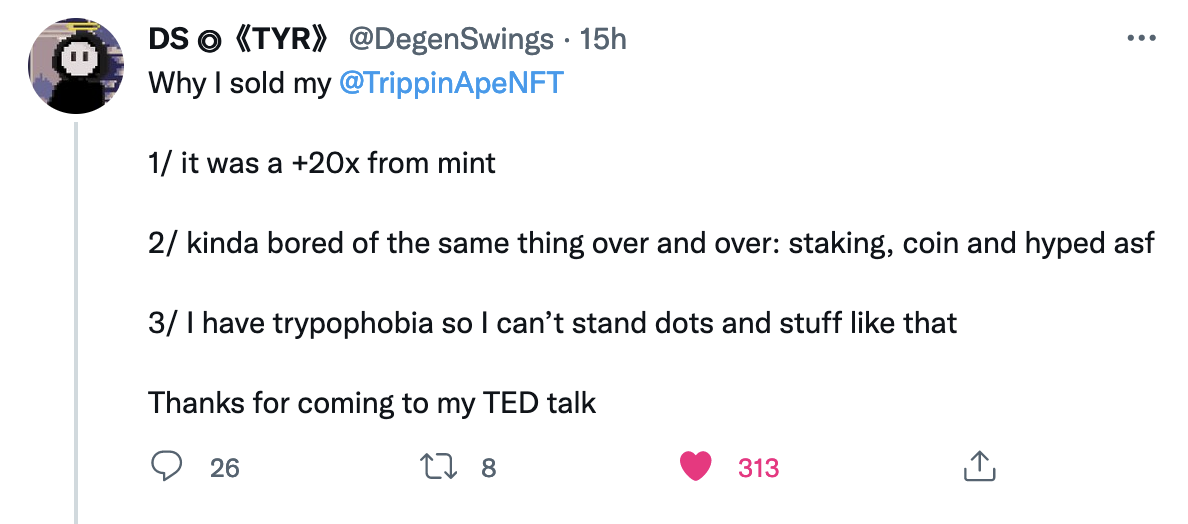 DS ◎ 《TYR》 @DegenSwings · 15h
Why I sold my @TrippinApeNFT
1/ it was a +20x from mint
2/ kinda bored of the same thing over and over: staking, coin and hyped asf
3/ I have trypophobia so I can’t stand dots and stuff like that
Thanks for coming to my TED talk
26 8 313